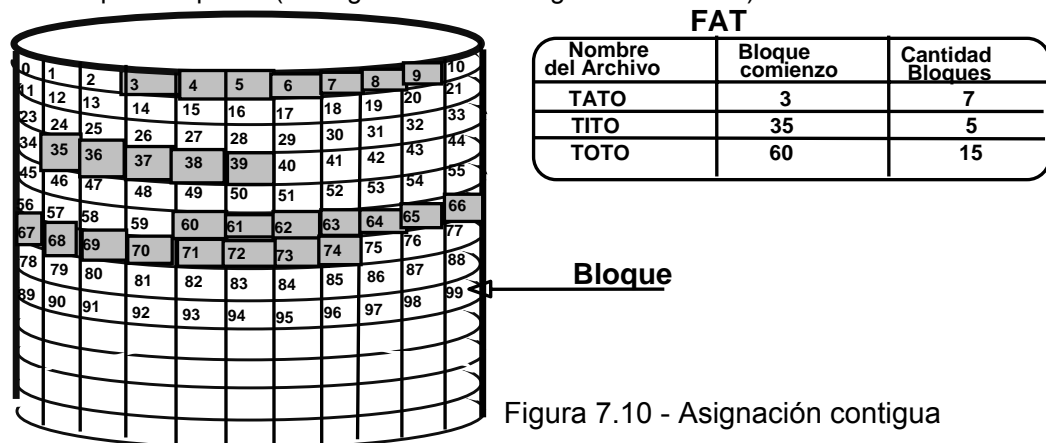 FAT
Nombre del Archivo Bloque comienzo Cantidad Bloques
TATO 3 7
TITO 35 5
TOTO 60 15
0 1 2 3 4 5 6 7 8 9 10
11 12 13 14 15 16 17 18 19 20 21
23 24 25 26 27 28 29 30 31 32 33
34 35 36 37 38 39 40 41 42 43 44
45 46 47 48 49 50 51 52 53 54 55
56 57 58 59 60 61 62 63 64 65 66
67 68 69 70 71 72 73 74 75 76 77
78 79 80 81 82 83 84 85 86 87 88
89 90 91 92 93 94 95 96 97 98 99
Bloque
Figura 7.10 - Asignación contigua